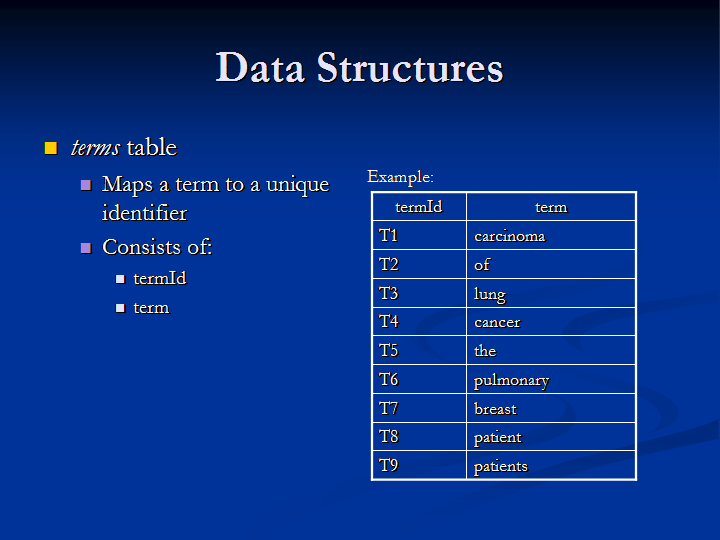 Data Structures
terms table
Maps a term to a unique
identifier
Consists of:
termId
term
Example:
termId term
T1 carcinoma
T2 of
T3 lung
T4 cancer
T5 the
T6 pulmonary
T7 breast
T8 patient
T9 patients